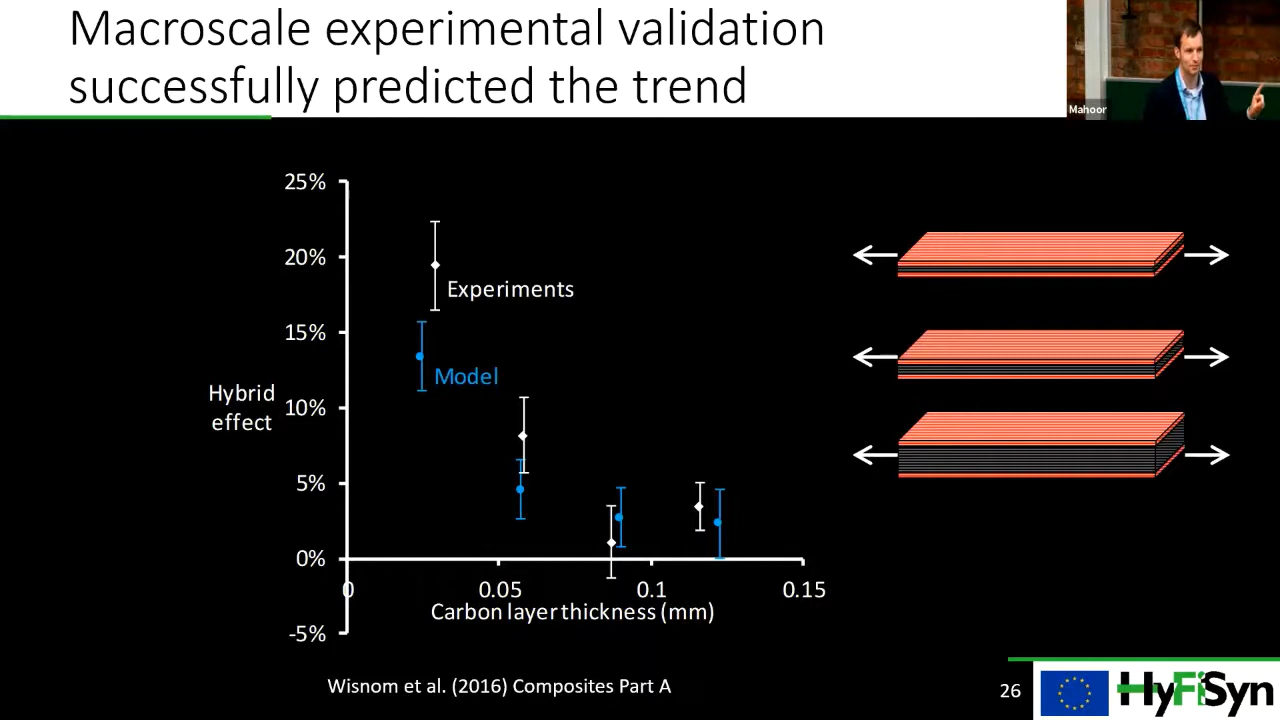 Macroscale experimental validation
successfully predicted the trend
Mahoor
25%
20%
Experiments
15%
Model
Hybrid
effect
10%
5%
0%
0
0.05
0.1
0.15
Carbon layer thickness (mm)
-5%
Wisnom et al. (2016) Composites Part A
26
HyFiSyn